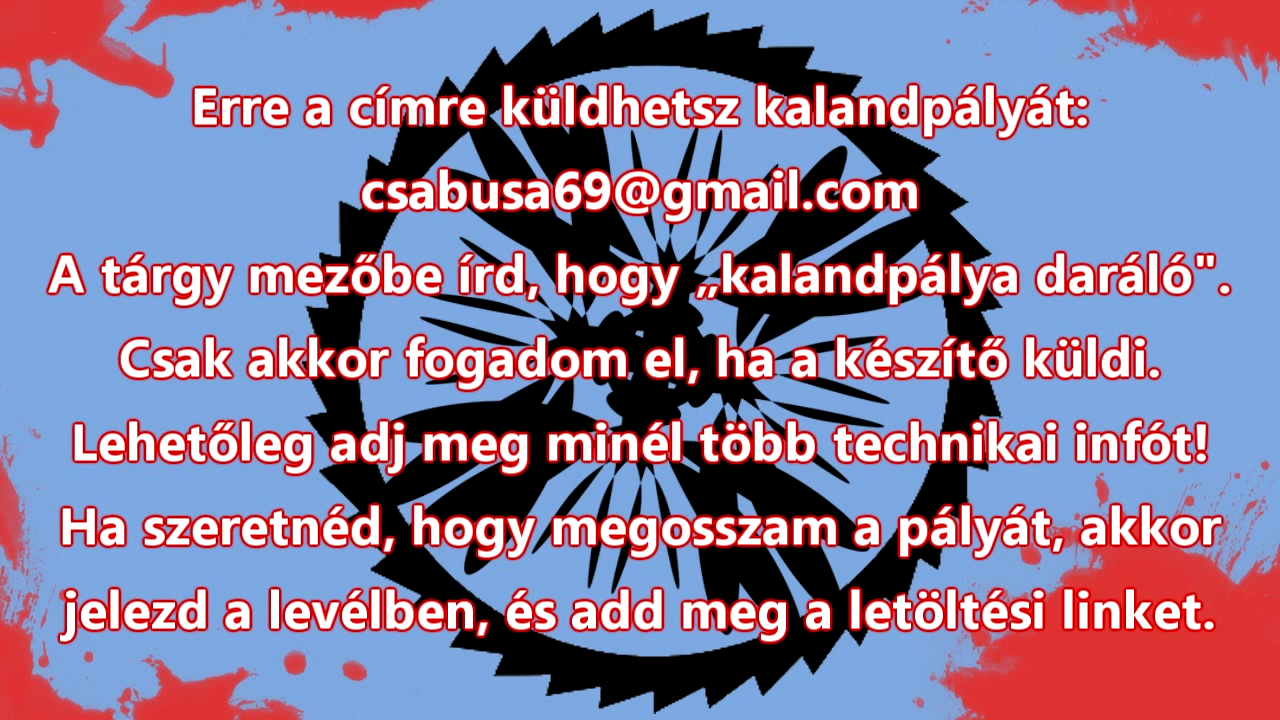 Erre a címre küldhetsz kalandpályát:
csabusa69@gmail.com
A tárgy mezőbe írd, hogy „kalandpálya daráló".
Csak akkor fogadom el, ha a készítő küldi.
Lehetőleg adj meg minél több technikai infót!
Ha szeretnéd, hogy megosszam a pályát, akkor
jelezd a levélben, és add meg a letöltési linket.